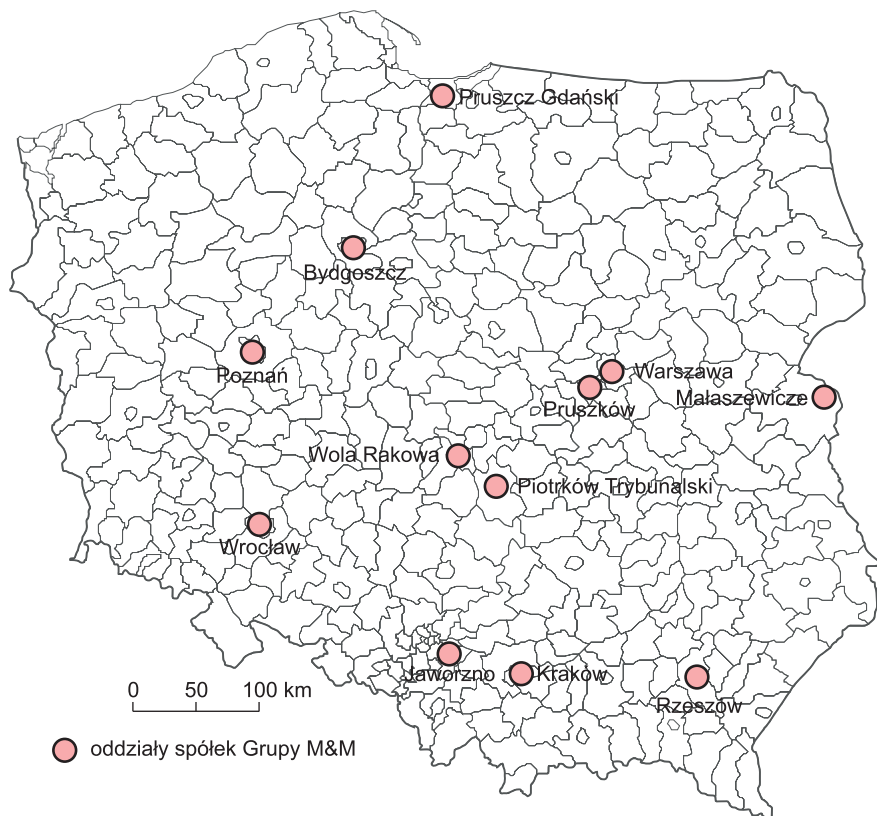 Pruszcz Gdański
Bydgoszcz
Poznań
Warszawa
Pruszków
Małaszewicze
Wola Rakowa
Piotrków Trybunalski
Wrocław
Jaworzno
Kraków
Rzeszów
0 50 100 km
oddziały spółek Grupy M&M